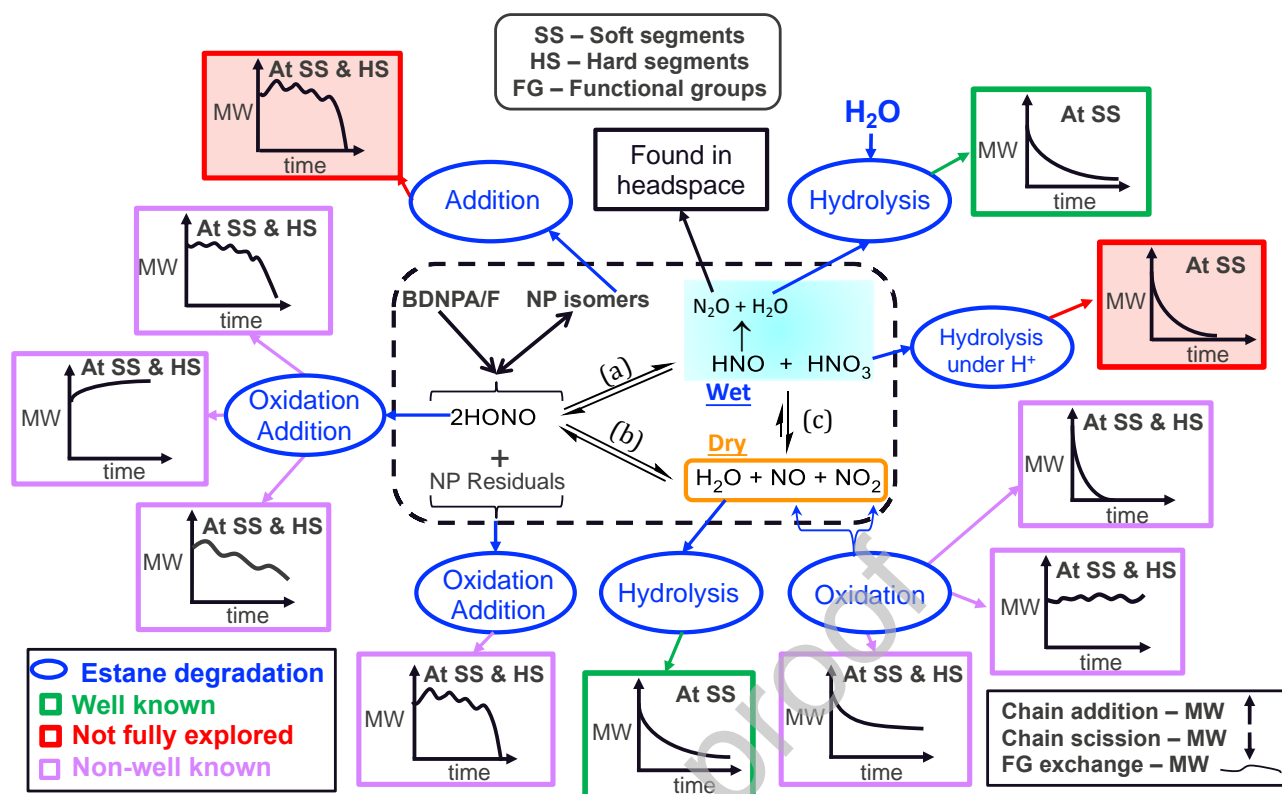 SS – Soft segments
HS – Hard segments
FG – Functional groups
At SS & HS
MW
time
Addition
Found in
headspace
H₂O
Hydrolysis
At SS
MW
time
At SS & HS
MW
time
BDNPA/F
NP isomers
N₂O + H₂O
HNO + HNO₃
Wet
Hydrolysis
under H⁺
At SS
MW
time
At SS & HS
MW
time
Oxidation
Addition
2HONO
+
NP Residuals
(a)
(b)
(c)
Dry
H₂O + NO + NO₂
At SS & HS
MW
time
At SS & HS
MW
time
Oxidation
Addition
Hydrolysis
Oxidation
At SS & HS
MW
time
At SS & HS
MW
time
At SS
MW
time
At SS & HS
MW
time
Estane degradation
Well known
Not fully explored
Non-well known
Chain addition – MW
Chain scission – MW
FG exchange – MW
proof